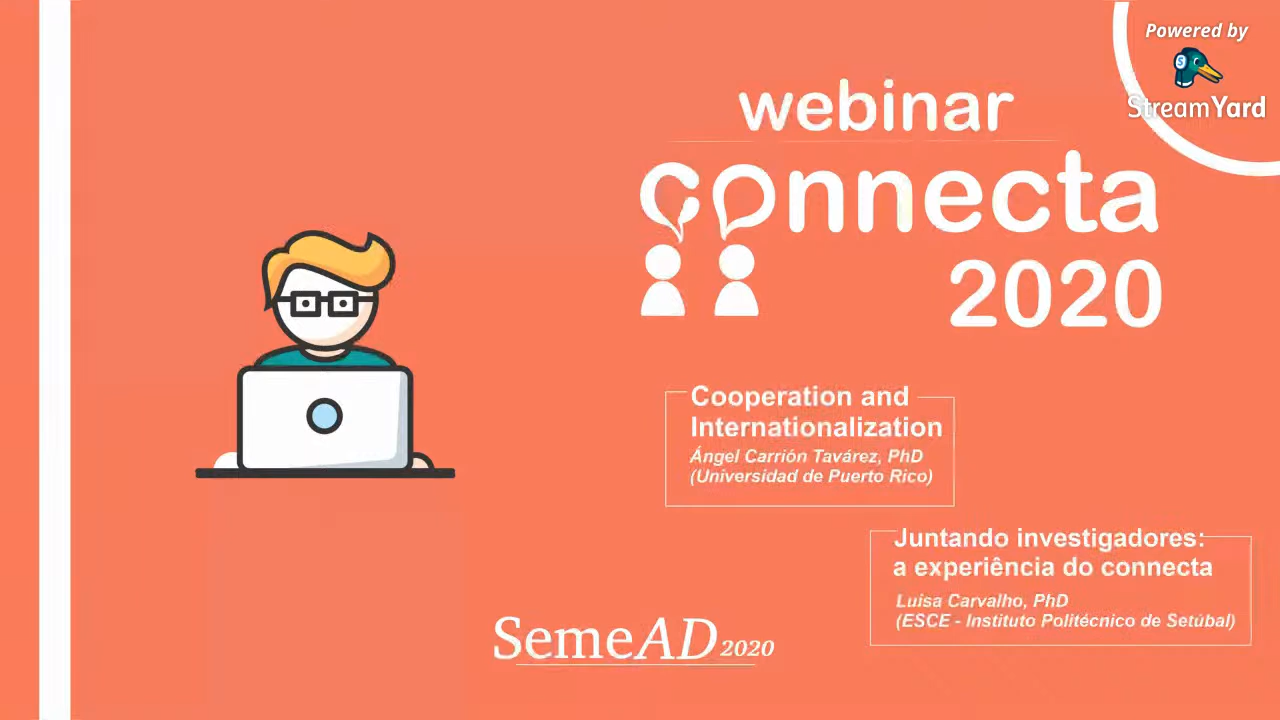 Powered by
StreamYard
webinar
connecta
2020
Cooperation and
Internationalization
Ángel Carrión Tavárez, PhD
(Universidad de Puerto Rico)
Juntando investigadores:
a experiência do connecta
Luisa Carvalho, PhD
(ESCE - Instituto Politécnico de Setúbal)
SemeAD 2020